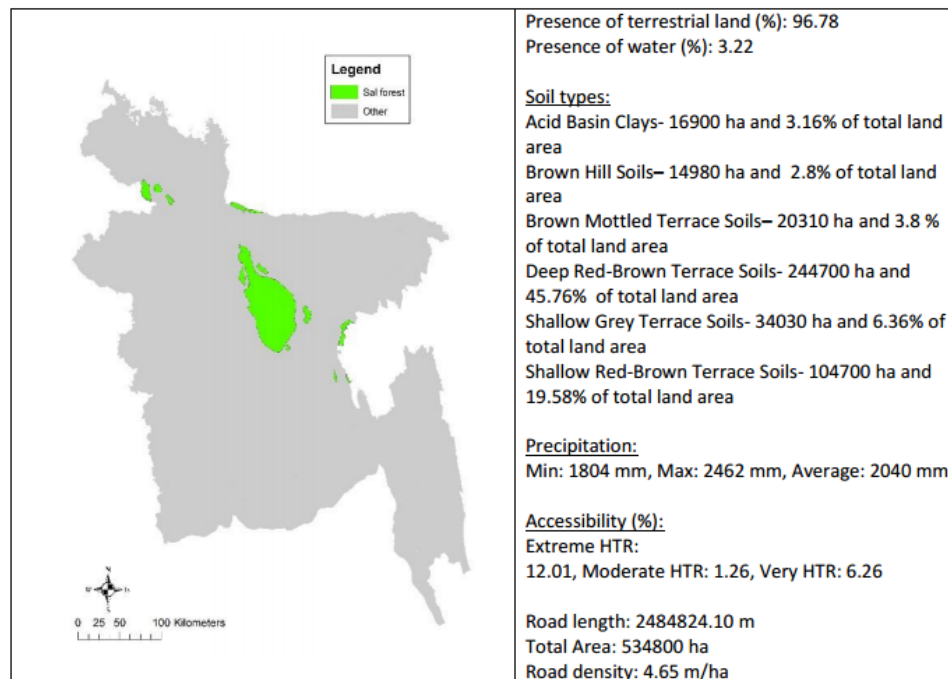 Legend
Sal forest
Other
N
W
E
S
0 25 50 100 Kilometers
Presence of terrestrial land (%): 96.78
Presence of water (%): 3.22
Soil types:
Acid Basin Clays- 16900 ha and 3.16% of total land
area
Brown Hill Soils– 14980 ha and 2.8% of total land
area
Brown Mottled Terrace Soils– 20310 ha and 3.8 %
of total land area
Deep Red-Brown Terrace Soils- 244700 ha and
45.76% of total land area
Shallow Grey Terrace Soils- 34030 ha and 6.36% of
total land area
Shallow Red-Brown Terrace Soils- 104700 ha and
19.58% of total land area
Precipitation:
Min: 1804 mm, Max: 2462 mm, Average: 2040 mm
Accessibility (%):
Extreme HTR:
12.01, Moderate HTR: 1.26, Very HTR: 6.26
Road length: 2484824.10 m
Total Area: 534800 ha
Road density: 4.65 m/ha